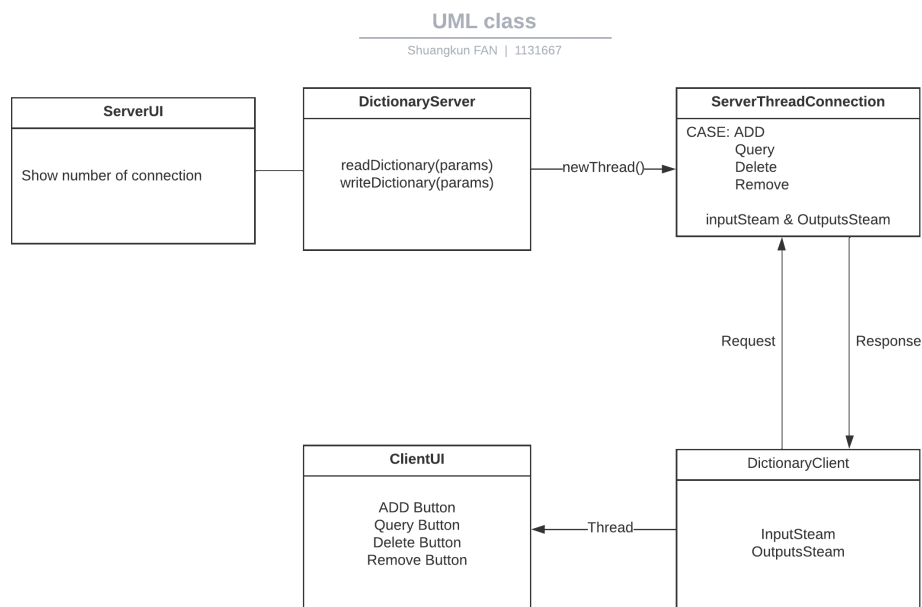 UML class
Shuangkun FAN | 1131667
ServerUI
Show number of connection
DictionaryServer
readDictionary(params)
writeDictionary(params)
newThread()
ServerThreadConnection
CASE: ADD
Query
Delete
Remove
inputSteam & OutputsSteam
Request
Response
ClientUI
ADD Button
Query Button
Delete Button
Remove Button
Thread
DictionaryClient
InputSteam
OutputsSteam